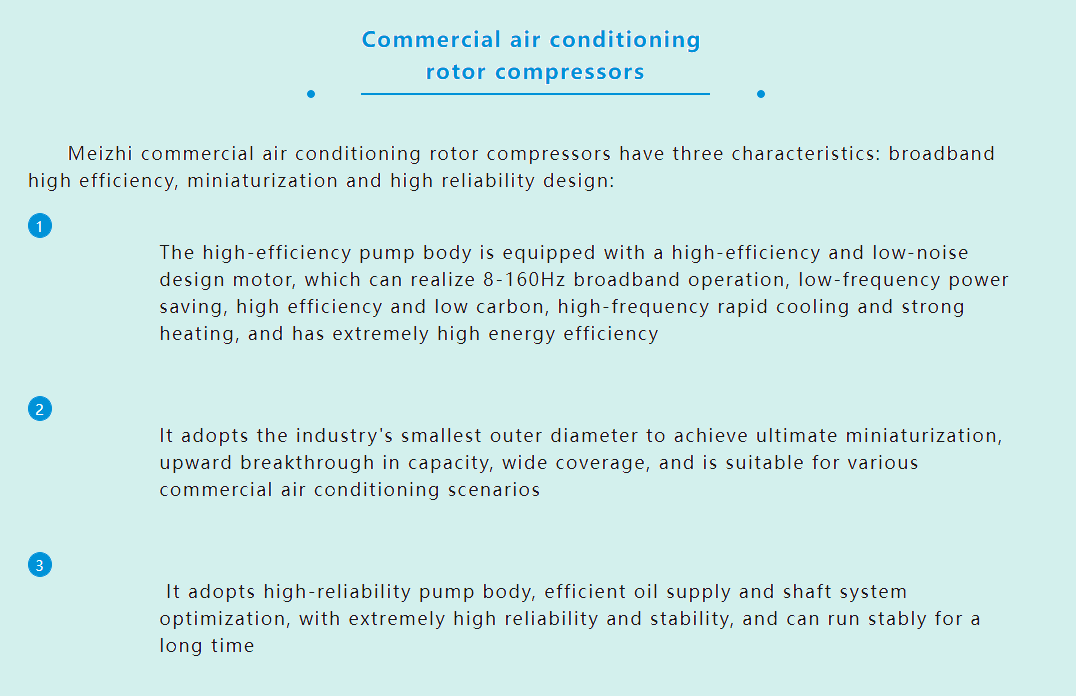 Commercial air conditioning
rotor compressors
Meizhi commercial air conditioning rotor compressors have three characteristics: broadband
high efficiency, miniaturization and high reliability design:
1
The high-efficiency pump body is equipped with a high-efficiency and low-noise
design motor, which can realize 8-160Hz broadband operation, low-frequency power
saving, high efficiency and low carbon, high-frequency rapid cooling and strong
heating, and has extremely high energy efficiency
2
It adopts the industry's smallest outer diameter to achieve ultimate miniaturization,
upward breakthrough in capacity, wide coverage, and is suitable for various
commercial air conditioning scenarios
3
It adopts high-reliability pump body, efficient oil supply and shaft system
optimization, with extremely high reliability and stability, and can run stably for a
long time